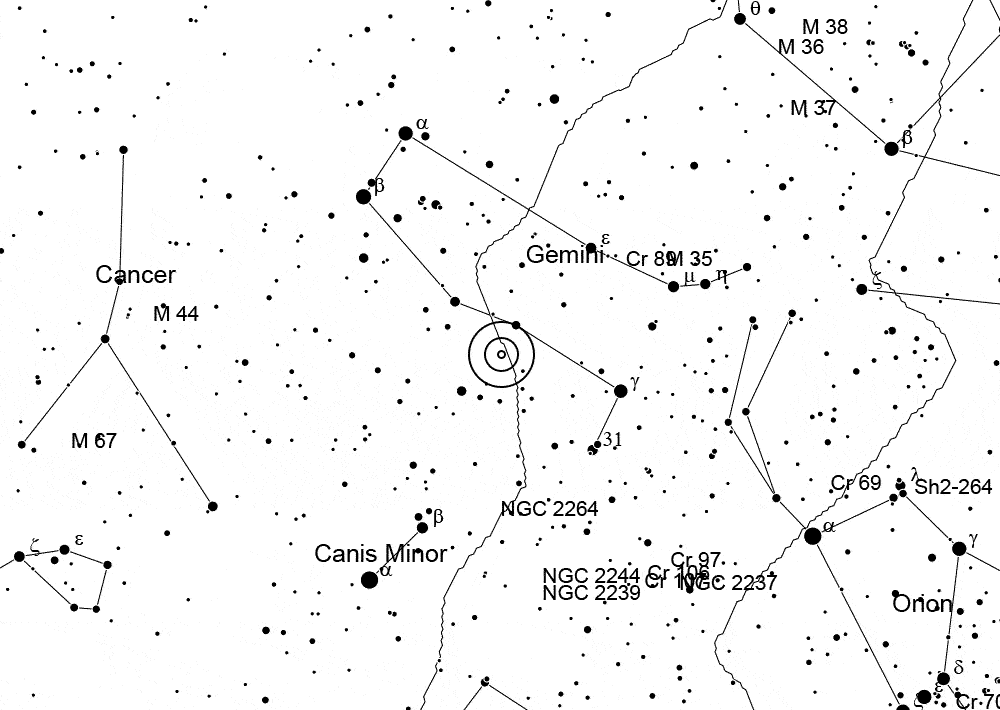 θ
M 38
M 36
M 37
β
α
β
ε
Gemini
Cr 89
M 35
μ
η
ζ
Cancer
M 44
γ
31
M 67
Cr 69
λ
Sh2-264
NGC 2264
β
α
γ
ζ
ε
Canis Minor
α
Cr 97
NGC 2244
Cr 106
Cr 107
NGC 2237
NGC 2239
Orion
δ
ε
ζ
Cr 70